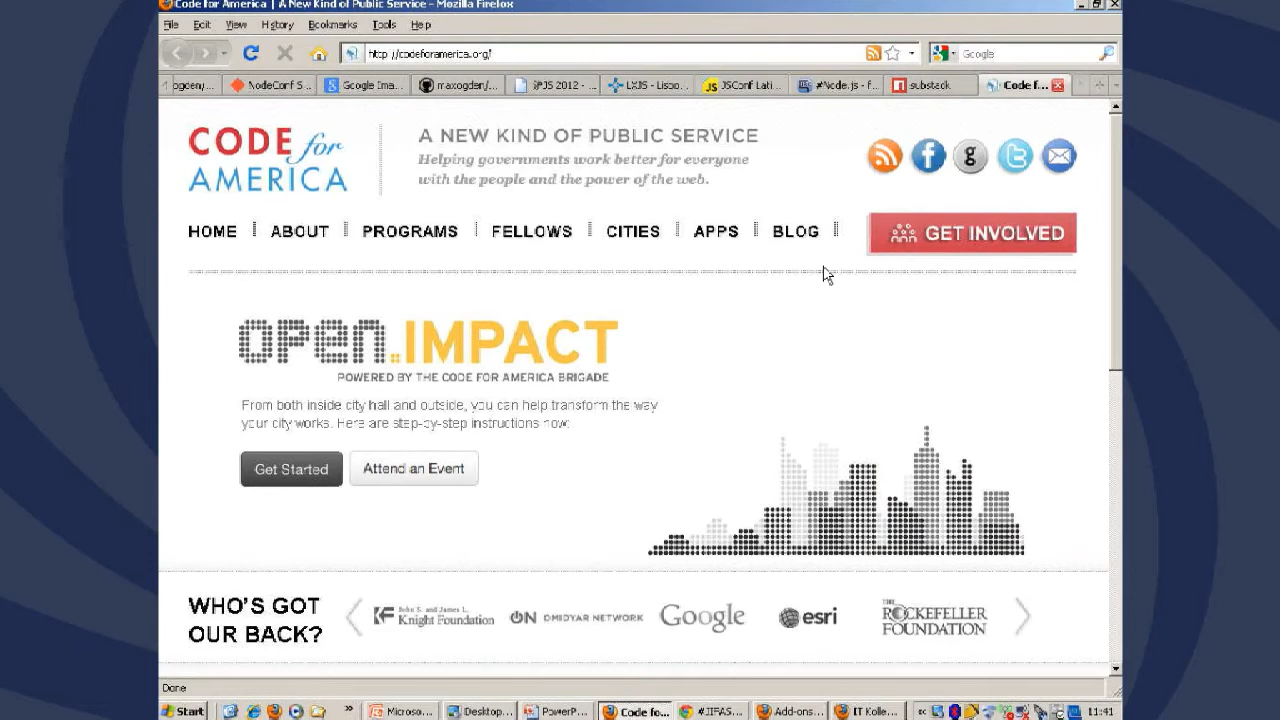 Code for America | A New Kind of Public Service - Mozilla Firefox
File Edit View History Bookmarks Tools Help
http://codeforamerica.org/
Google
NodeConf S...
Google Ima...
maxogden/...
LXJS - Lisbo...
JSConf Lati...
#Node.js - f...
substack
Code f...
CODE for
AMERICA
A NEW KIND OF PUBLIC SERVICE
Helping governments work better for everyone
with the people and the power of the web.
HOME
ABOUT
PROGRAMS
FELLOWS
CITIES
APPS
BLOG
GET INVOLVED
open.IMPACT
POWERED BY THE CODE FOR AMERICA BRIGADE
From both inside city hall and outside, you can help transform the way
your city works. Here are step-by-step instructions how:
Get Started
Attend an Event
WHO'S GOT
OUR BACK?
John S. and James L.
Knight Foundation
ON OMIDYAR NETWORK
Google
esri
THE
ROCKEFELLER
FOUNDATION
Done
Start
Microso...
Desktop...
PowerP...
Code fo...
#JIFAS...
Add-ons...
IT Kolle...
11:41